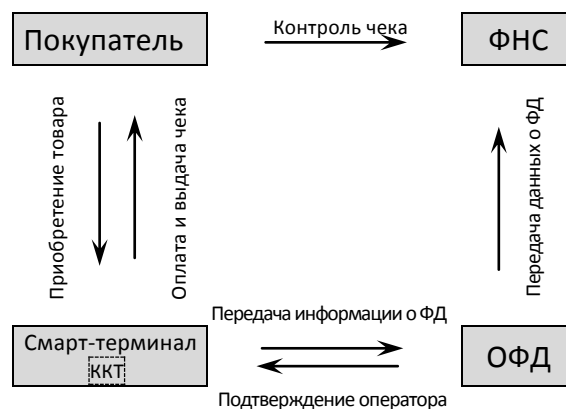 Покупатель
Контроль чека
ФНС
Приобретение товара
Оплата и выдача чека
Передача данных о ФД
Передача информации о ФД
Смарт-терминал
ККТ
ОФД
Подтверждение оператора